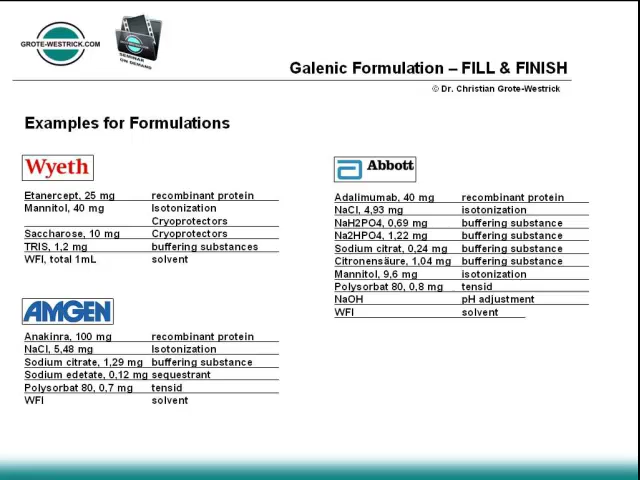 GROTE-WESTRICK.COM
SEMINAR
ON DEMAND
Galenic Formulation – FILL & FINISH
© Dr. Christian Grote-Westrick
Examples for Formulations
Wyeth
Etanercept, 25 mg recombinant protein
Mannitol, 40 mg Isotonization
Cryoprotectors
Saccharose, 10 mg Cryoprotectors
TRIS, 1,2 mg buffering substances
WFI, total 1mL solvent
AMGEN
Anakinra, 100 mg recombinant protein
NaCl, 5,48 mg Isotonization
Sodium citrate, 1,29 mg buffering substance
Sodium edetate, 0,12 mg sequestrant
Polysorbat 80, 0,7 mg tensid
WFI solvent
Abbott
Adalimumab, 40 mg recombinant protein
NaCl, 4,93 mg isotonization
NaH2PO4, 0,69 mg buffering substance
Na2HPO4, 1,22 mg buffering substance
Sodium citrat, 0,24 mg buffering substance
Citronensäure, 1,04 mg buffering substance
Mannitol, 9,6 mg isotonization
Polysorbat 80, 0,8 mg tensid
NaOH pH adjustment
WFI solvent